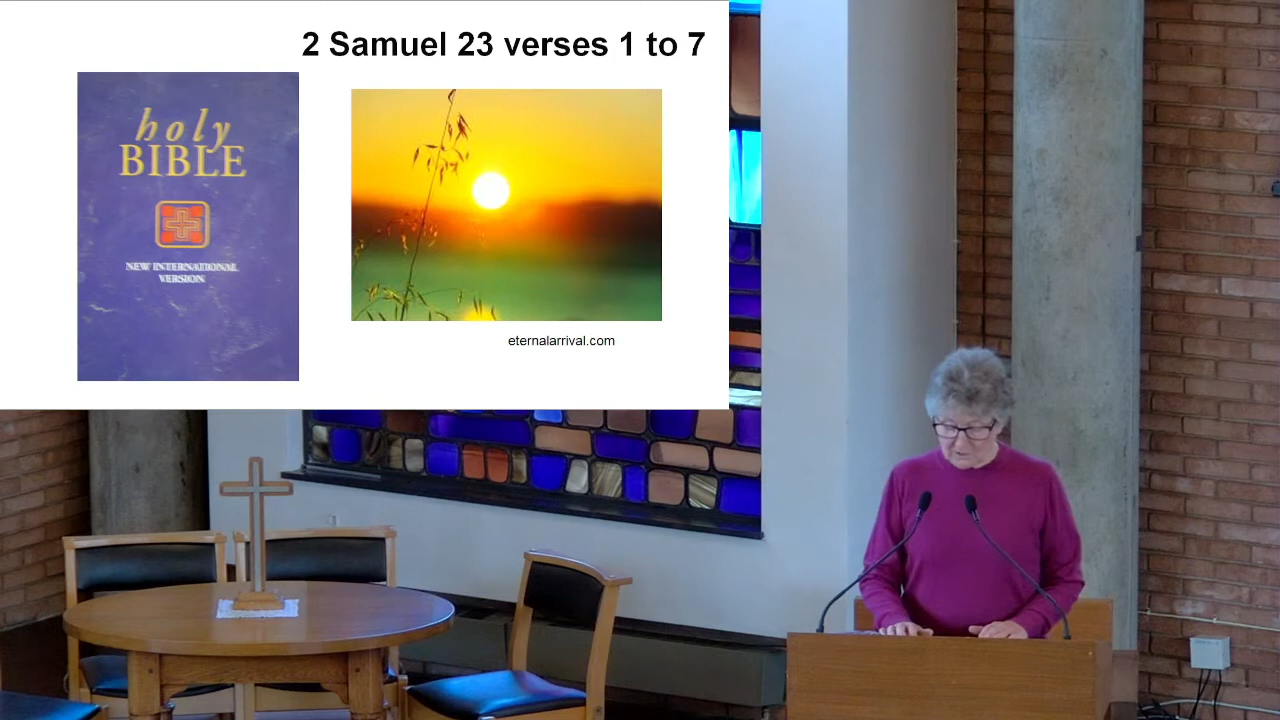 2 Samuel 23 verses 1 to 7
holy
BIBLE
NEW INTERNATIONAL
VERSION
eternalarrival.com